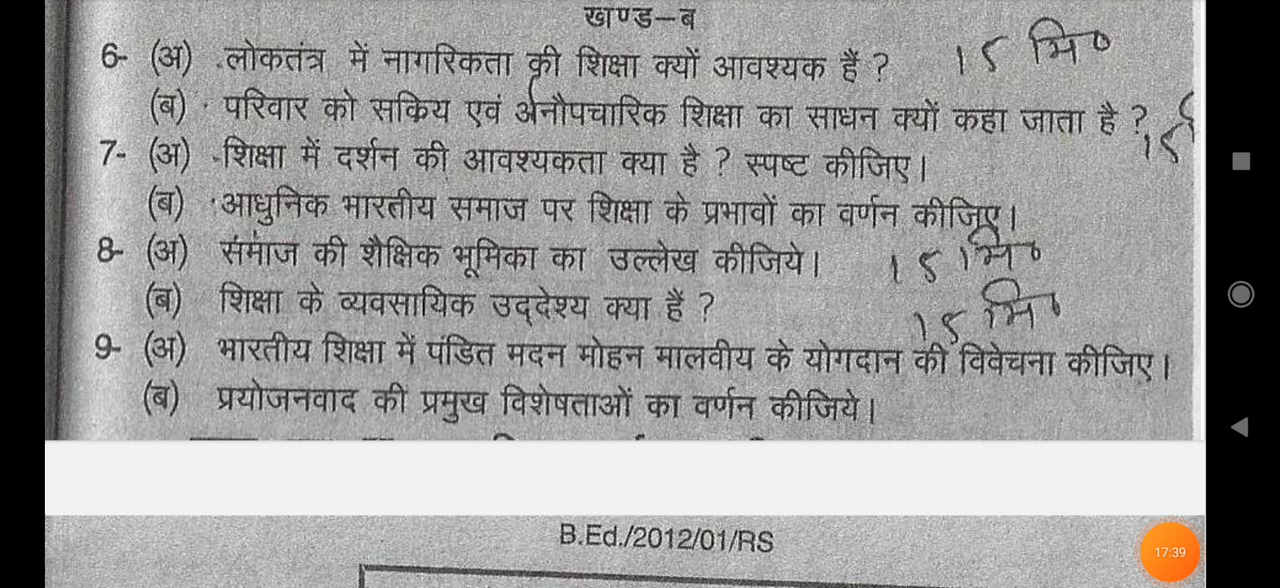 खण्ड-ब
6- (अ) लोकतंत्र में नागरिकता की शिक्षा क्यों आवश्यक हैं ? 15 मि०
(ब) परिवार को सकिय एवं अनौपचारिक शिक्षा का साधन क्यों कहा जाता है ? 15
7- (अ) शिक्षा में दर्शन की आवश्यकता क्या है ? स्पष्ट कीजिए।
(ब) आधुनिक भारतीय समाज पर शिक्षा के प्रभावों का वर्णन कीजिए।
8- (अ) संमाज की शैक्षिक भूमिका का उल्लेख कीजिये। 15 मि०
(ब) शिक्षा के व्यवसायिक उद्देश्य क्या हैं ? 15 मि०
9- (अ) भारतीय शिक्षा में पंडित मदन मोहन मालवीय के योगदान की विवेचना कीजिए।
(ब) प्रयोजनवाद की प्रमुख विशेषताओं का वर्णन कीजिये।
B.Ed./2012/01/RS
17:39